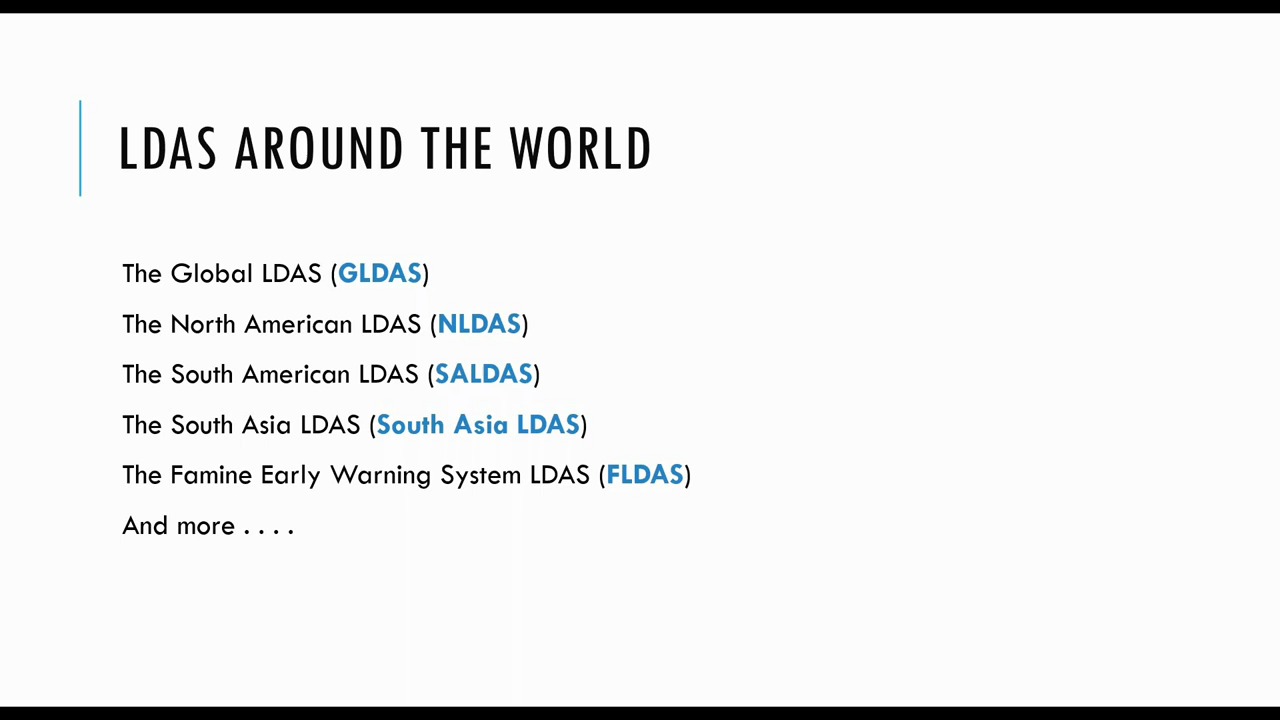 LDAS AROUND THE WORLD
The Global LDAS (GLDAS)
The North American LDAS (NLDAS)
The South American LDAS (SALDAS)
The South Asia LDAS (South Asia LDAS)
The Famine Early Warning System LDAS (FLDAS)
And more . . . .